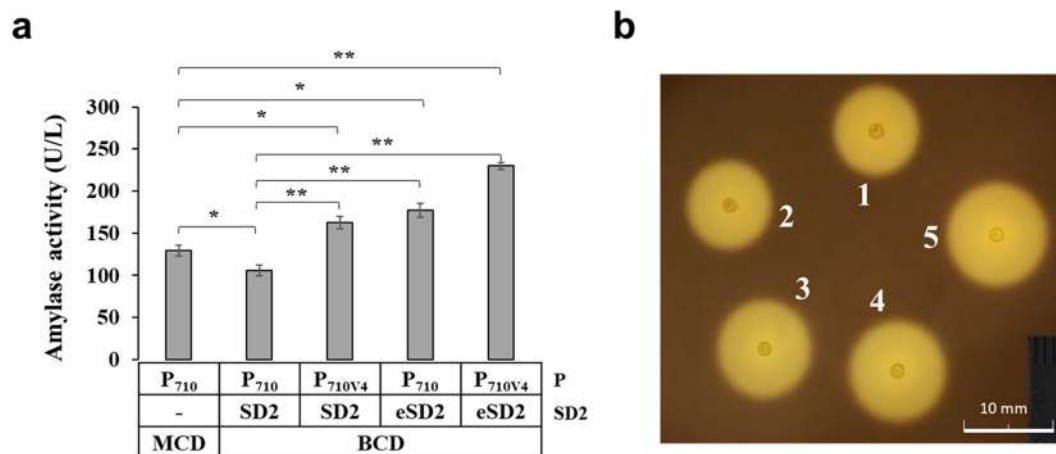 a
b
**
*
*
**
**
**
*
Amylase activity (U/L)
300
250
200
150
100
50
0
P710 P710 P710V4 P710 P710V4 P
- SD2 SD2 eSD2 eSD2 SD2
MCD BCD
1
2
5
3
4
10 mm